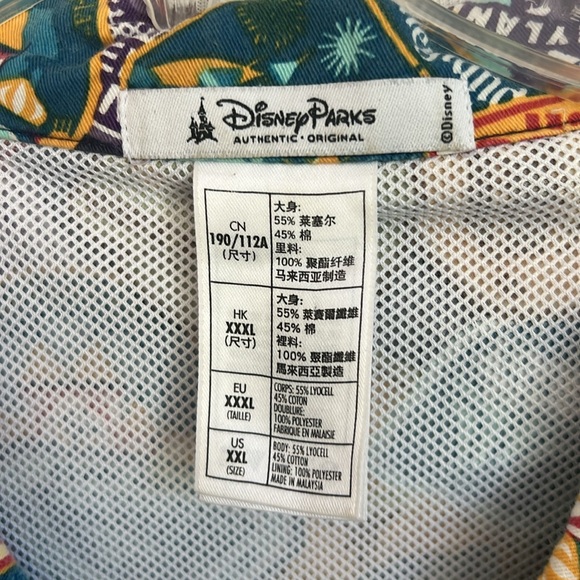 YLAND
Disney Parks
AUTHENTIC · ORIGINAL
©Disney
CN
190/112A
(尺寸)
大身:
55% 莱塞尔
45% 棉
里料:
100% 聚酯纤维
马来西亚制造
HK
XXXL
(尺寸)
大身:
55% 萊賽爾纖維
45% 棉
裡料:
100% 聚酯纖維
馬來西亞製造
EU
XXXL
(TAILLE)
CORPS: 55% LYOCELL
45% COTON
DOUBLURE:
100% POLYESTER
FABRIQUE EN MALAISIE
US
XXL
(SIZE)
BODY: 55% LYOCELL
45% COTTON
LINING: 100% POLYESTER
MADE IN MALAYSIA